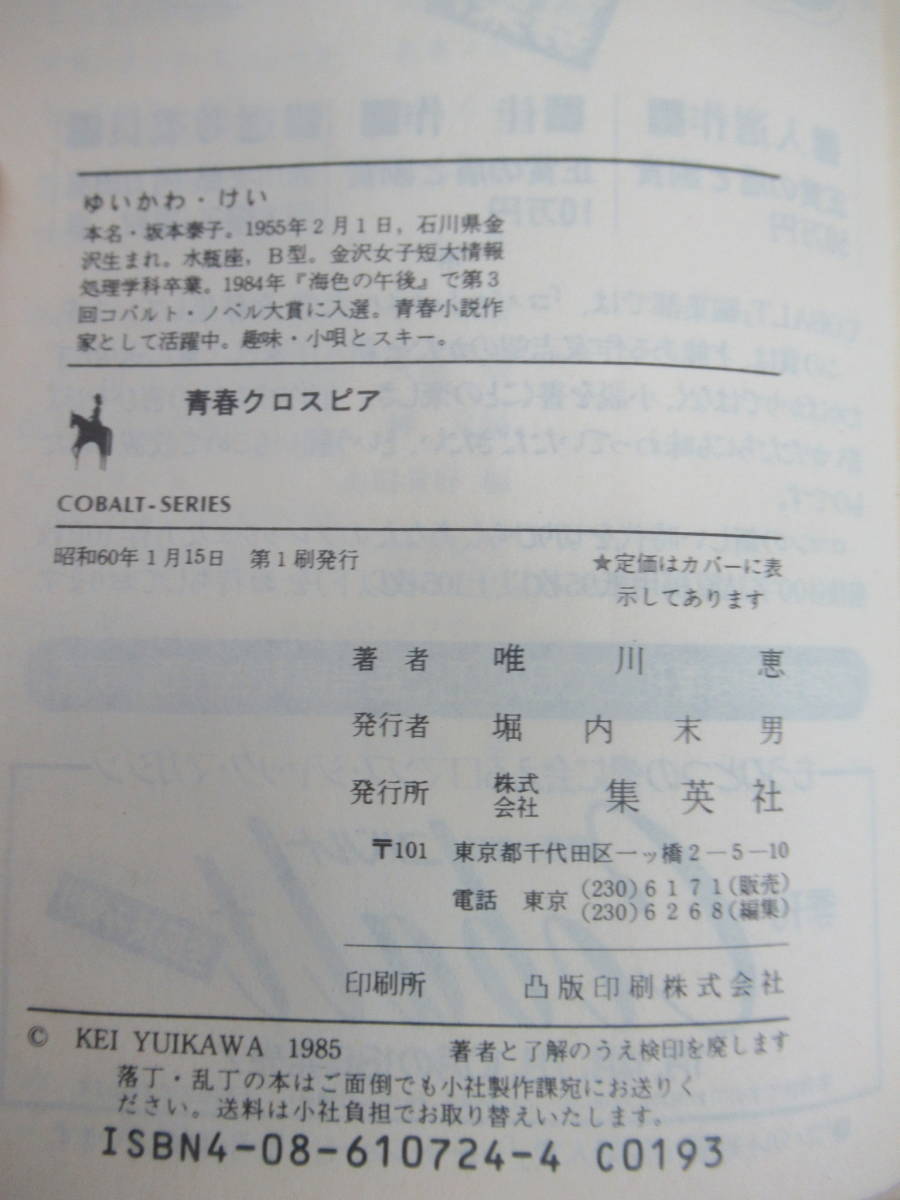 ゆいかわ・けい
本名・坂本泰子。1955年2月1日，石川県金
沢生まれ。水瓶座，B型。金沢女子短大情報
処理学科卒業。1984年『海色の午後』で第3
回コバルト・ノベル大賞に入選。青春小説作
家として活躍中。趣味・小唄とスキー。
青春クロスピア
COBALT-SERIES
昭和60年1月15日　第1刷発行
★定価はカバーに表
示してあります
著者　唯川恵
発行者　堀内末男
発行所　株式会社　集英社
〒101　東京都千代田区一ッ橋2－5－10
電話　東京　(230)6171(販売)
(230)6268(編集)
印刷所　凸版印刷株式会社
© KEI YUIKAWA 1985　著者と了解のうえ検印を廃します
落丁・乱丁の本はご面倒でも小社製作課宛にお送りく
ださい。送料は小社負担でお取り替えいたします。
ISBN4-08-610724-4 C0193